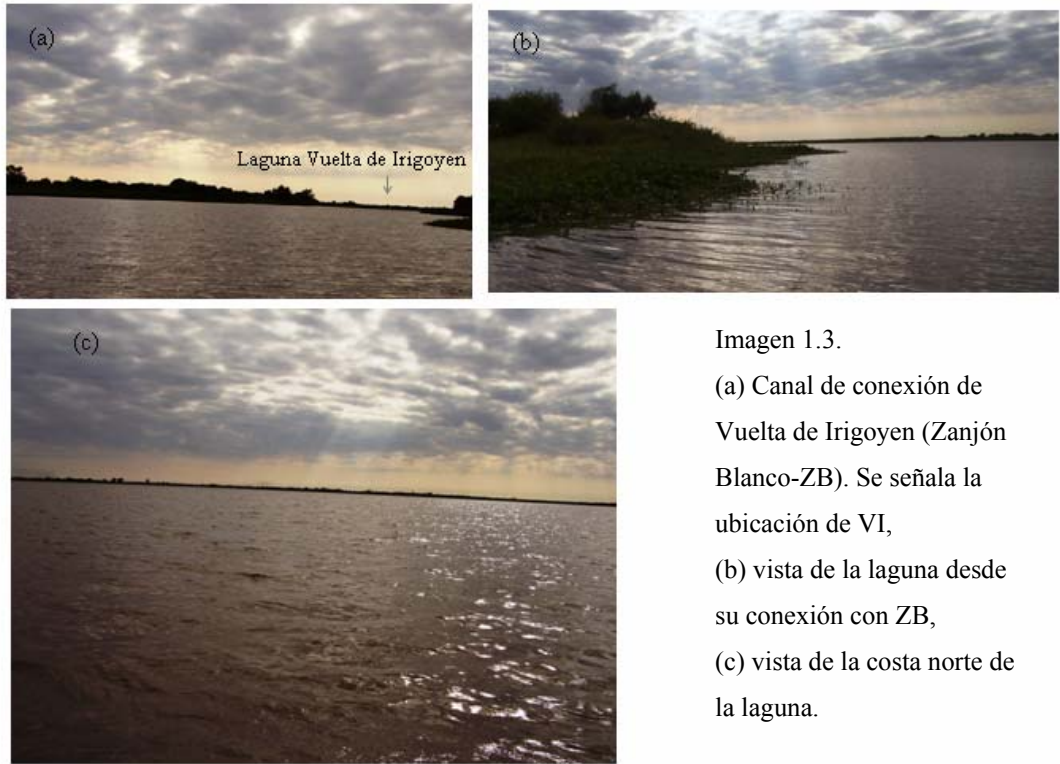 (a)
Laguna Vuelta de Irigoyen
(b)
(c)
Imagen 1.3.
(a) Canal de conexión de
Vuelta de Irigoyen (Zanjón
Blanco-ZB). Se señala la
ubicación de VI,
(b) vista de la laguna desde
su conexión con ZB,
(c) vista de la costa norte de
la laguna.